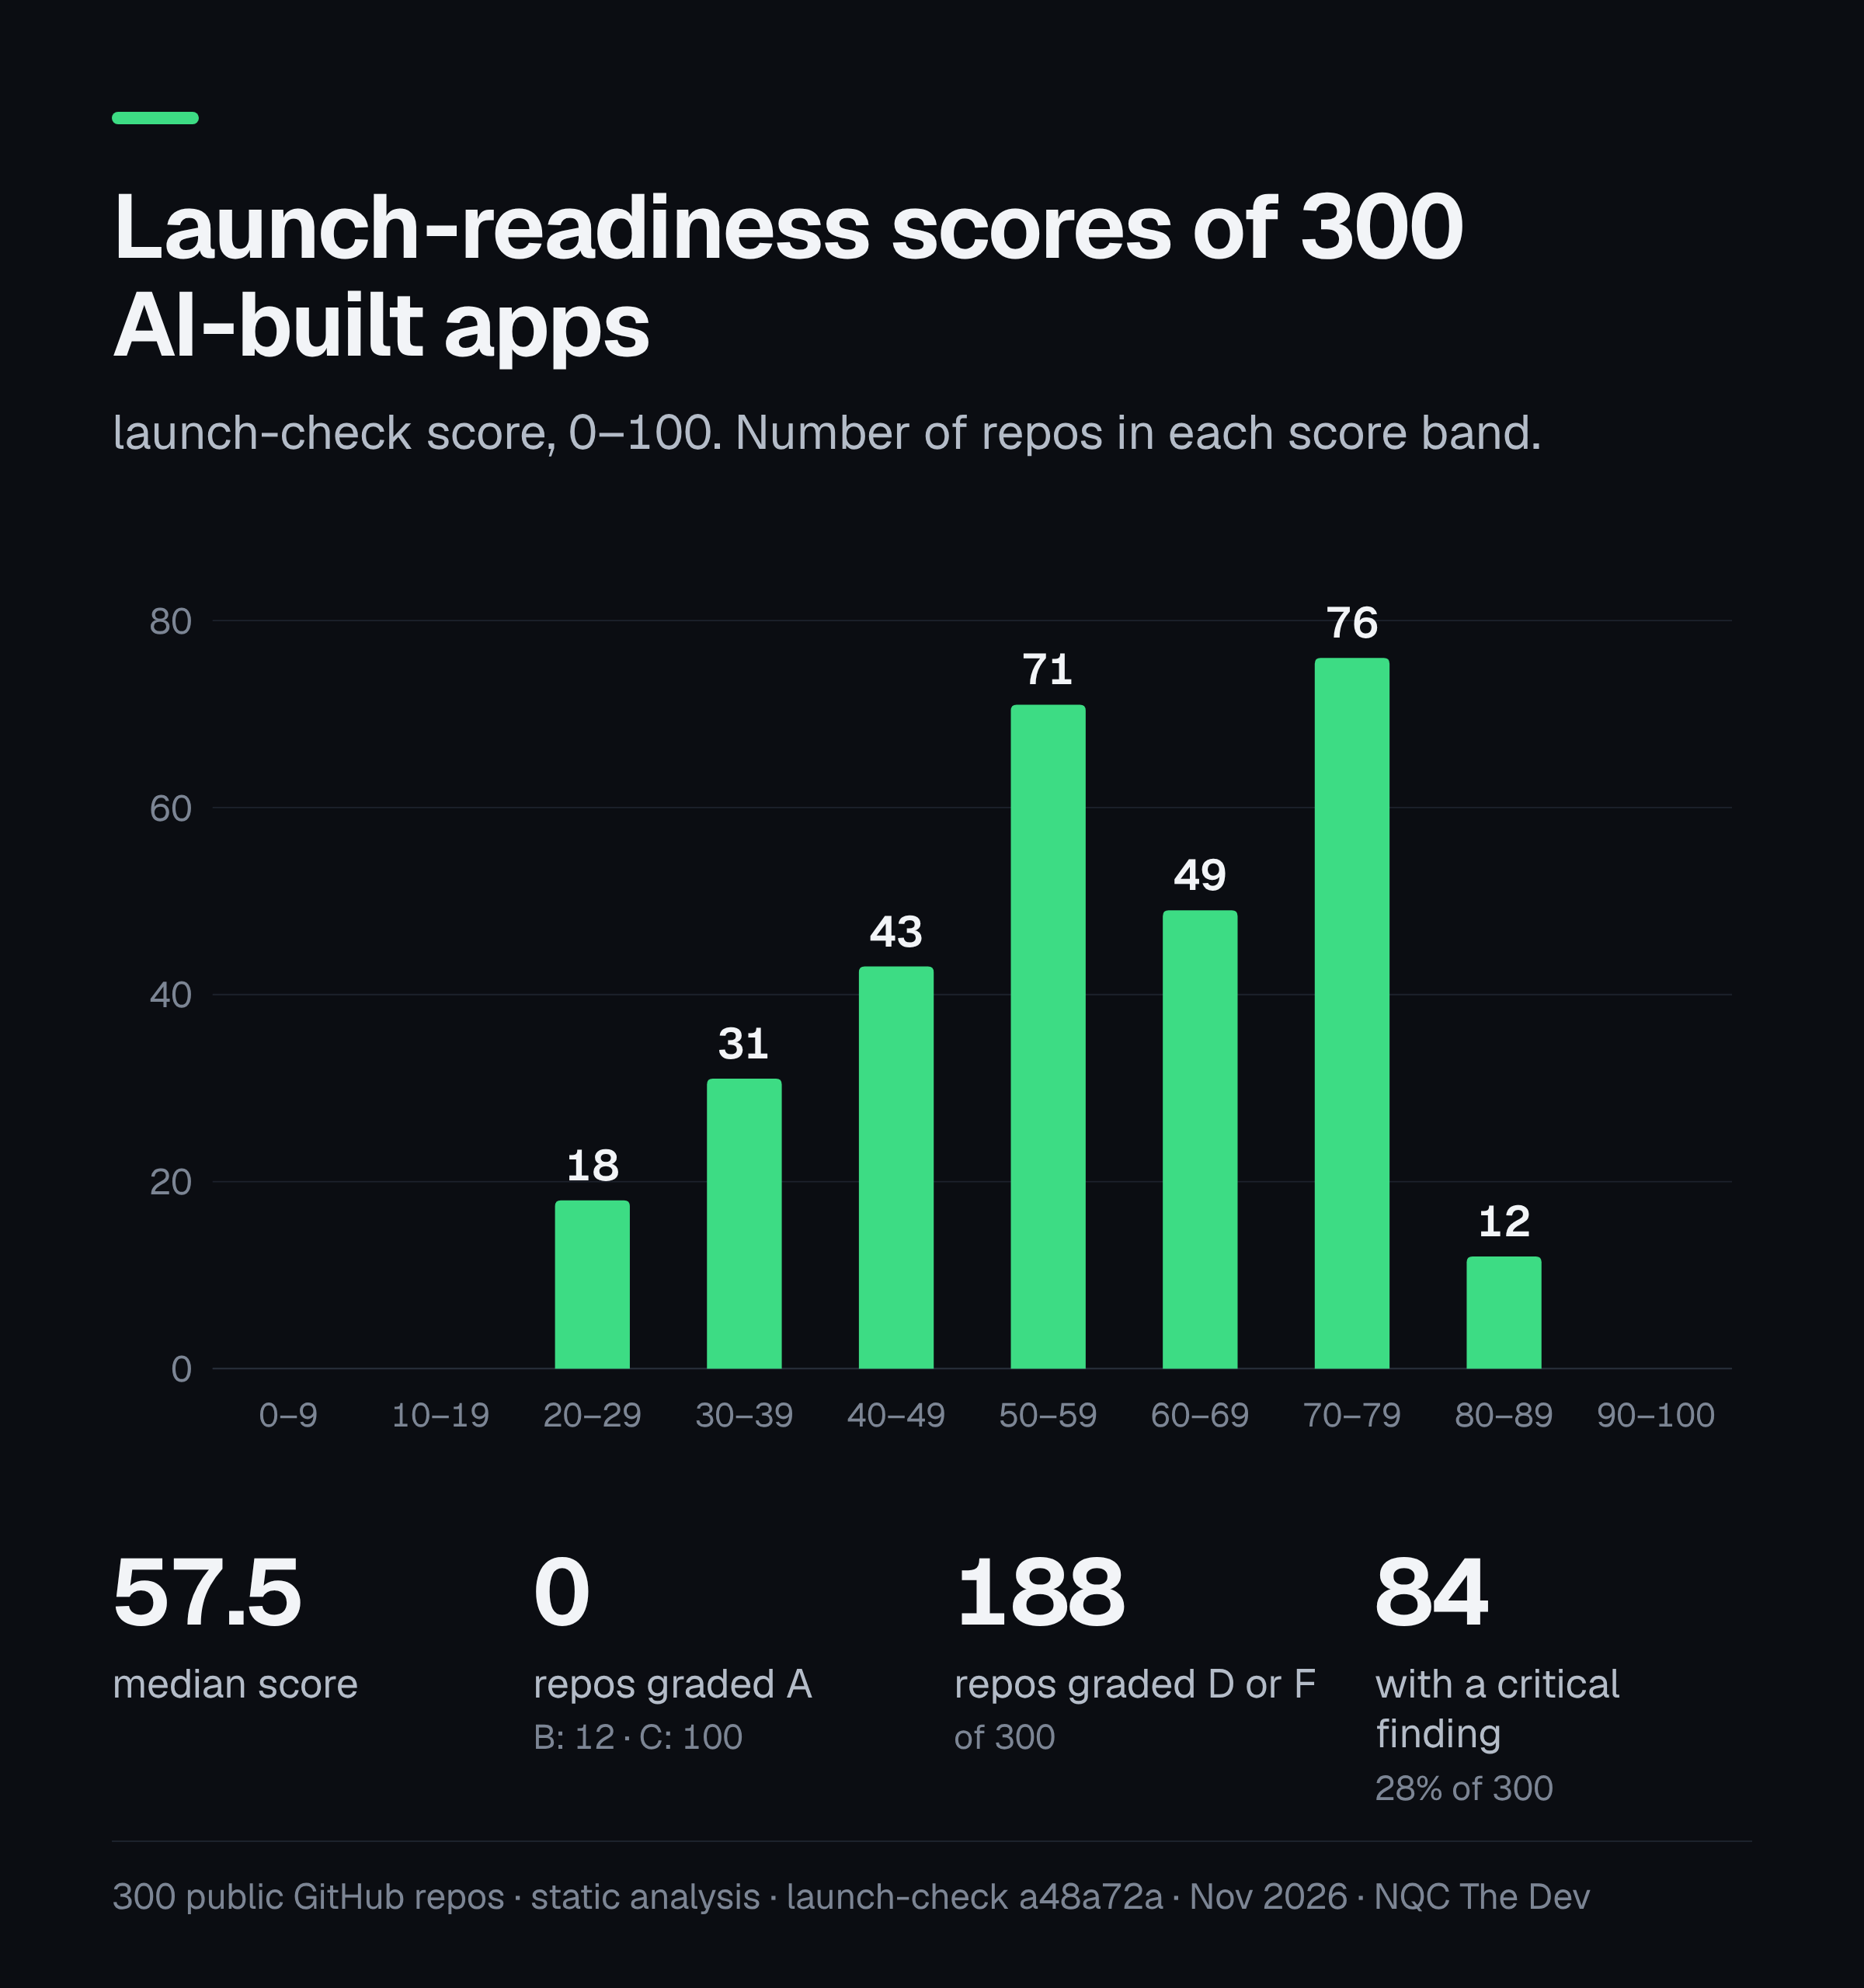 Launch-readiness scores of 300
AI-built apps
launch-check score, 0–100. Number of repos in each score band.
80
60
40
20
0
18
31
43
71
49
76
12
0–9
10–19
20–29
30–39
40–49
50–59
60–69
70–79
80–89
90–100
57.5
median score
0
repos graded A
B: 12 · C: 100
188
repos graded D or F
of 300
84
with a critical
finding
28% of 300
300 public GitHub repos · static analysis · launch-check a48a72a · Nov 2026 · NQC The Dev